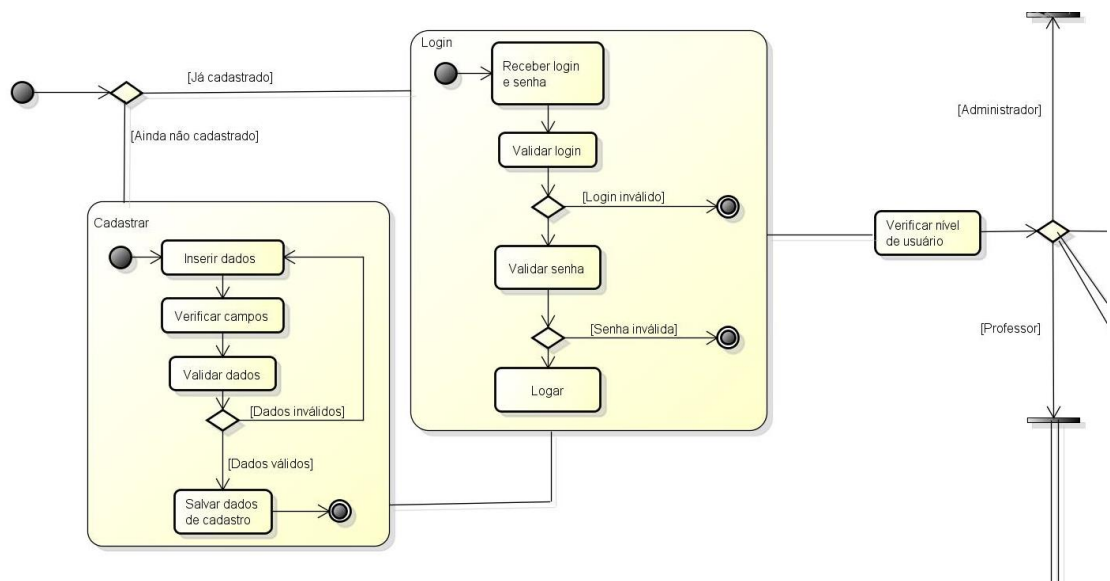 Login
Receber login
e senha
[Já cadastrado]
[Administrador]
[Ainda não cadastrado]
Validar login
[Login inválido]
Cadastrar
Verificar nível
de usuário
Inserir dados
Validar senha
Verificar campos
[Senha inválida]
[Professor]
Validar dados
Logar
[Dados inválidos]
[Dados válidos]
Salvar dados
de cadastro